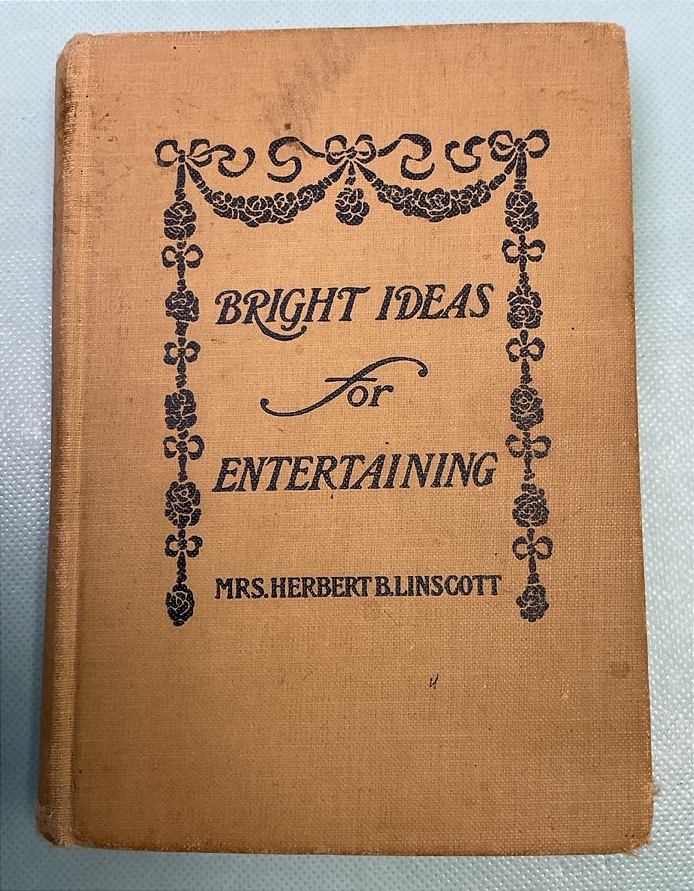 BRIGHT IDEAS
for
ENTERTAINING
MRS. HERBERT B. LINSCOTT